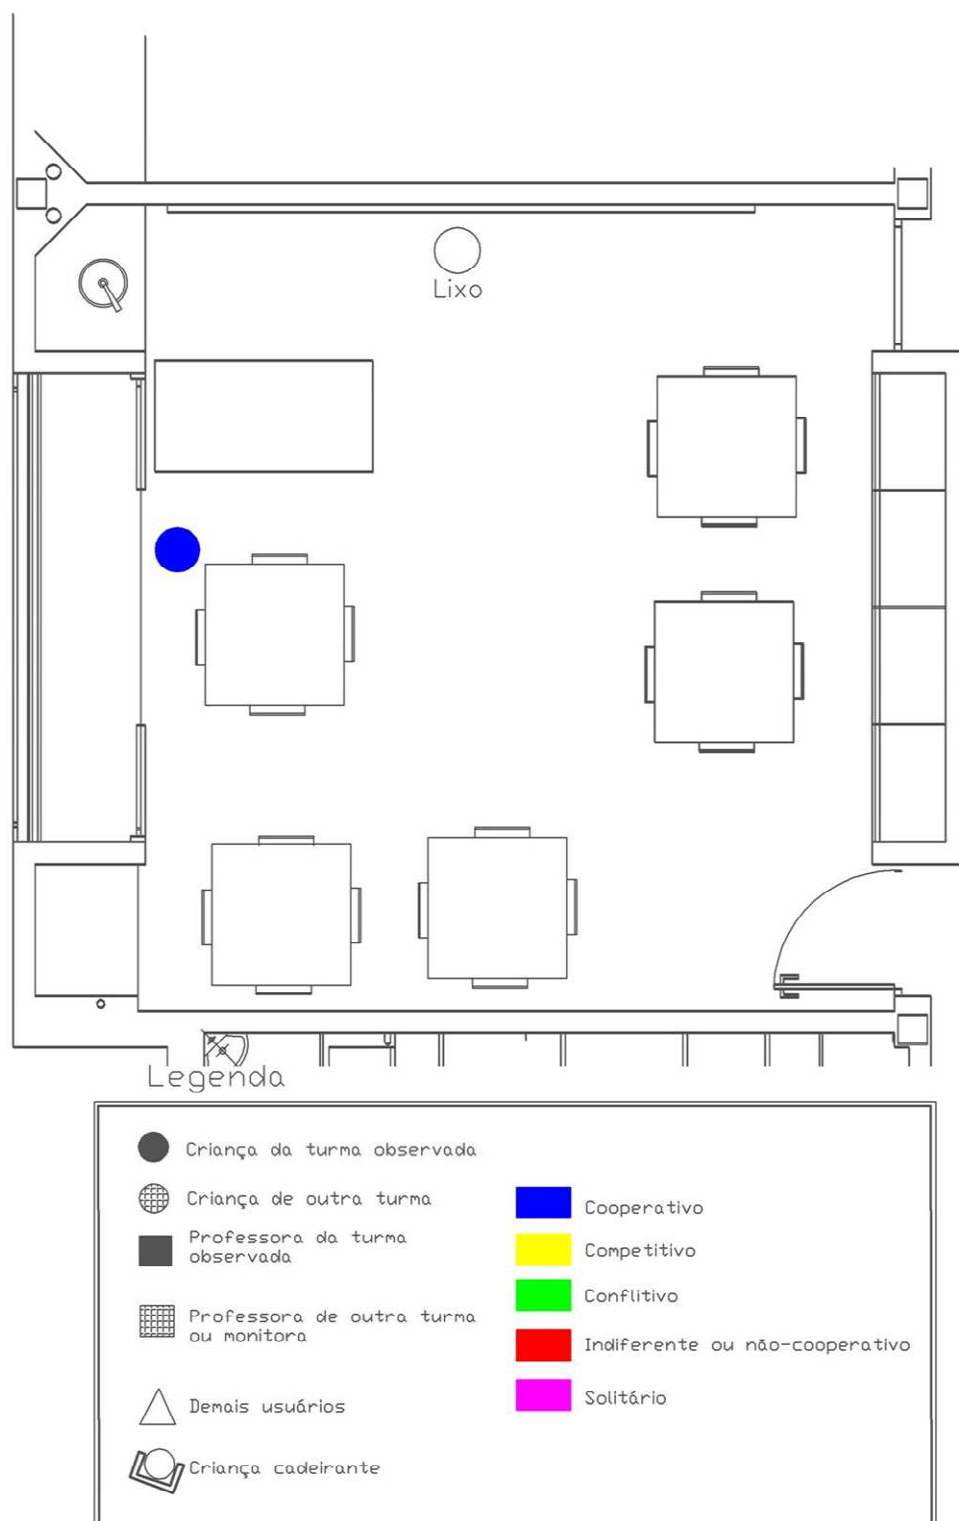 Lixo
Legenda
Criança da turma observada
Criança de outra turma
Professora da turma
observada
Professora de outra turma
ou monitora
Demais usuários
Criança cadeirante
Cooperativo
Competitivo
Conflitivo
Indiferente ou não-cooperativo
Solitário